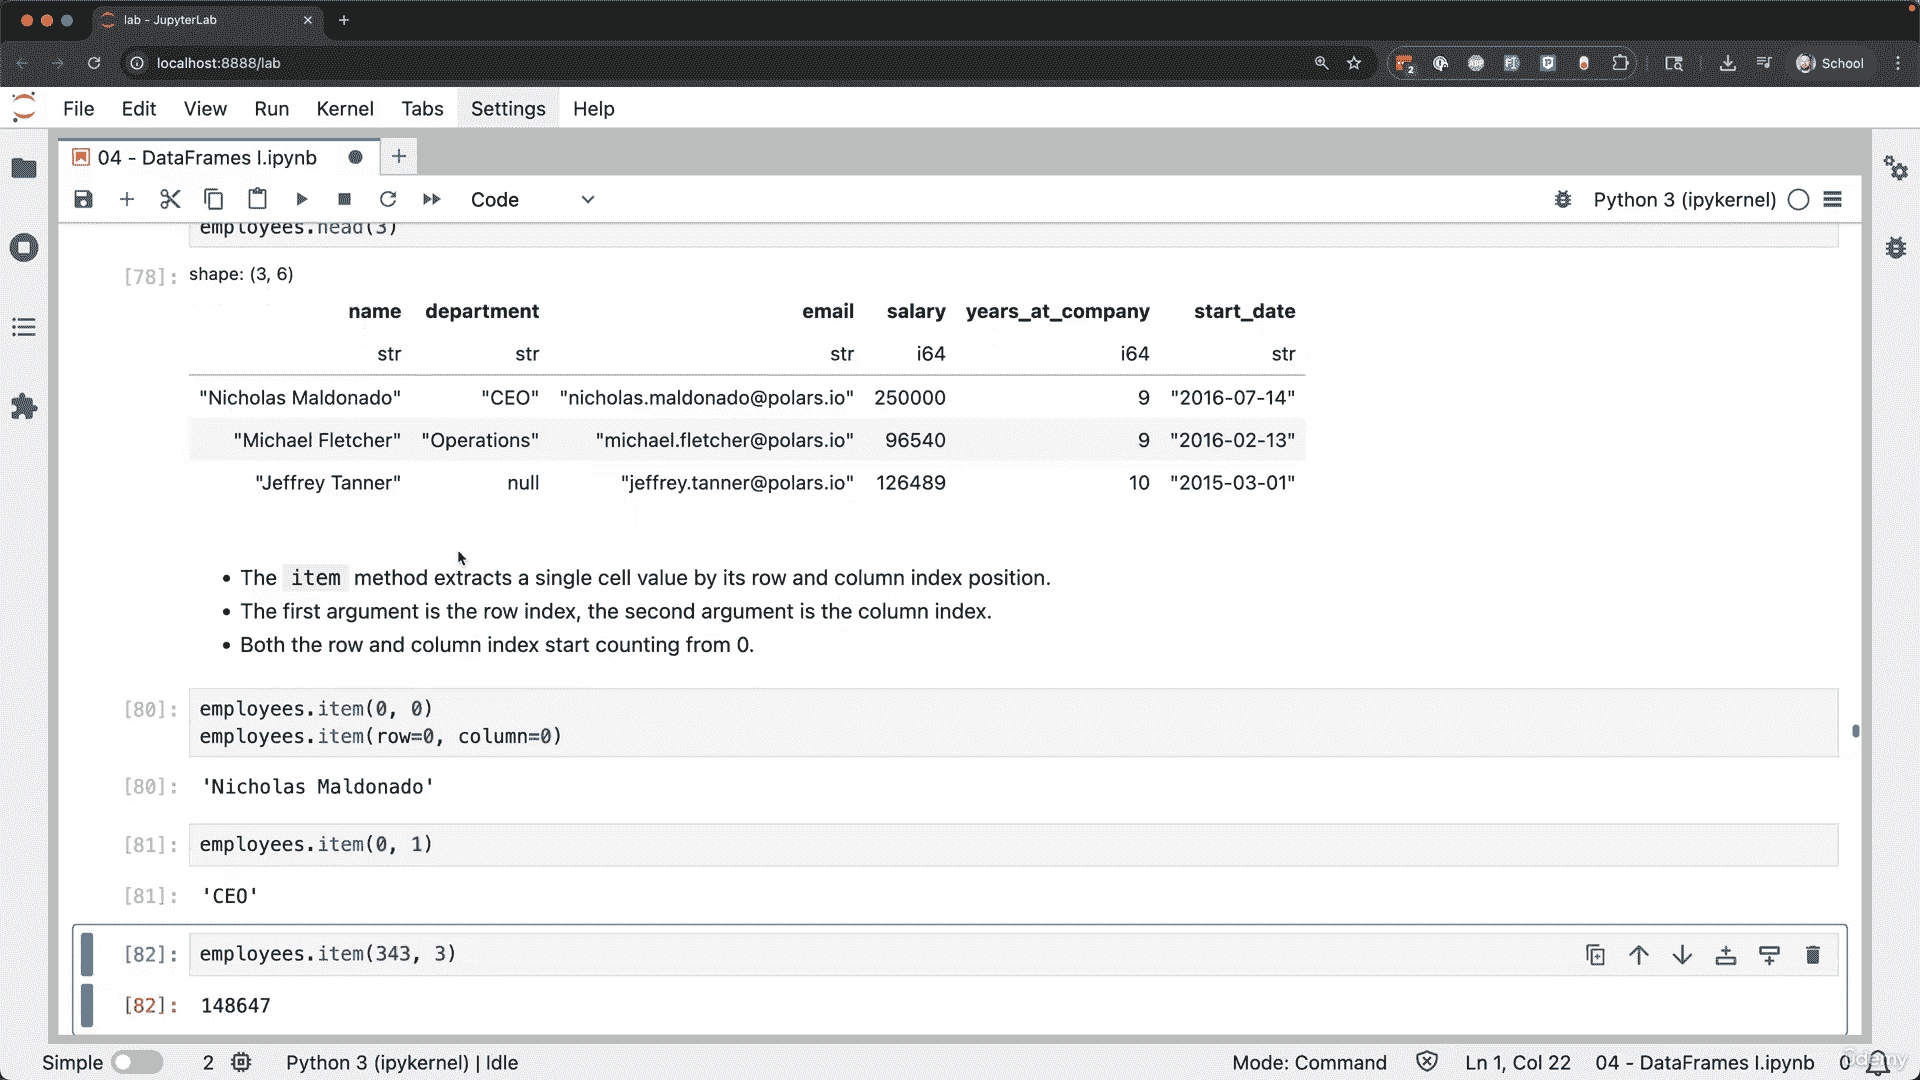 lab - JupyterLab
localhost:8888/lab
2
ABP
School
File Edit View Run Kernel Tabs Settings Help
04 - DataFrames I.ipynb
Code
Python 3 (ipykernel)
employees.head(3)
[78]: shape: (3, 6)
name department email salary years_at_company start_date
str str str i64 i64 str
"Nicholas Maldonado" "CEO" "nicholas.maldonado@polars.io" 250000 9 "2016-07-14"
"Michael Fletcher" "Operations" "michael.fletcher@polars.io" 96540 9 "2016-02-13"
"Jeffrey Tanner" null "jeffrey.tanner@polars.io" 126489 10 "2015-03-01"
• The item method extracts a single cell value by its row and column index position.
• The first argument is the row index, the second argument is the column index.
• Both the row and column index start counting from 0.
[80]: employees.item(0, 0)
employees.item(row=0, column=0)
[80]: 'Nicholas Maldonado'
[81]: employees.item(0, 1)
[81]: 'CEO'
[82]: employees.item(343, 3)
[82]: 148647
Simple 2 Python 3 (ipykernel) | Idle Mode: Command Ln 1, Col 22 04 - DataFrames I.ipynb 0
udemy